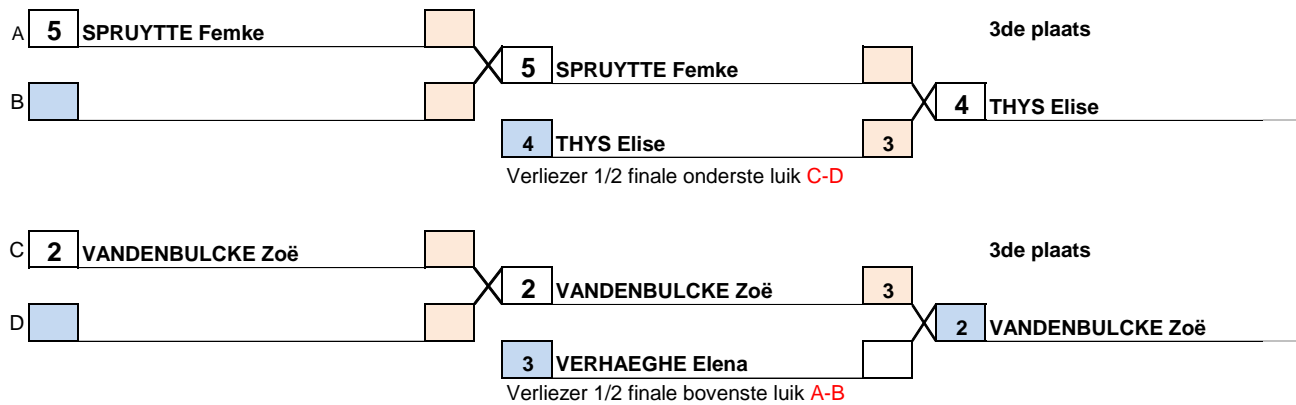 A 5 SPRUYTTE Femke
3de plaats
5 SPRUYTTE Femke
B
4 THYS Elise
4 THYS Elise 3
Verliezer 1/2 finale onderste luik C-D
C 2 VANDENBULCKE Zoë
3de plaats
2 VANDENBULCKE Zoë 3
D
2 VANDENBULCKE Zoë
3 VERHAEGHE Elena
Verliezer 1/2 finale bovenste luik A-B